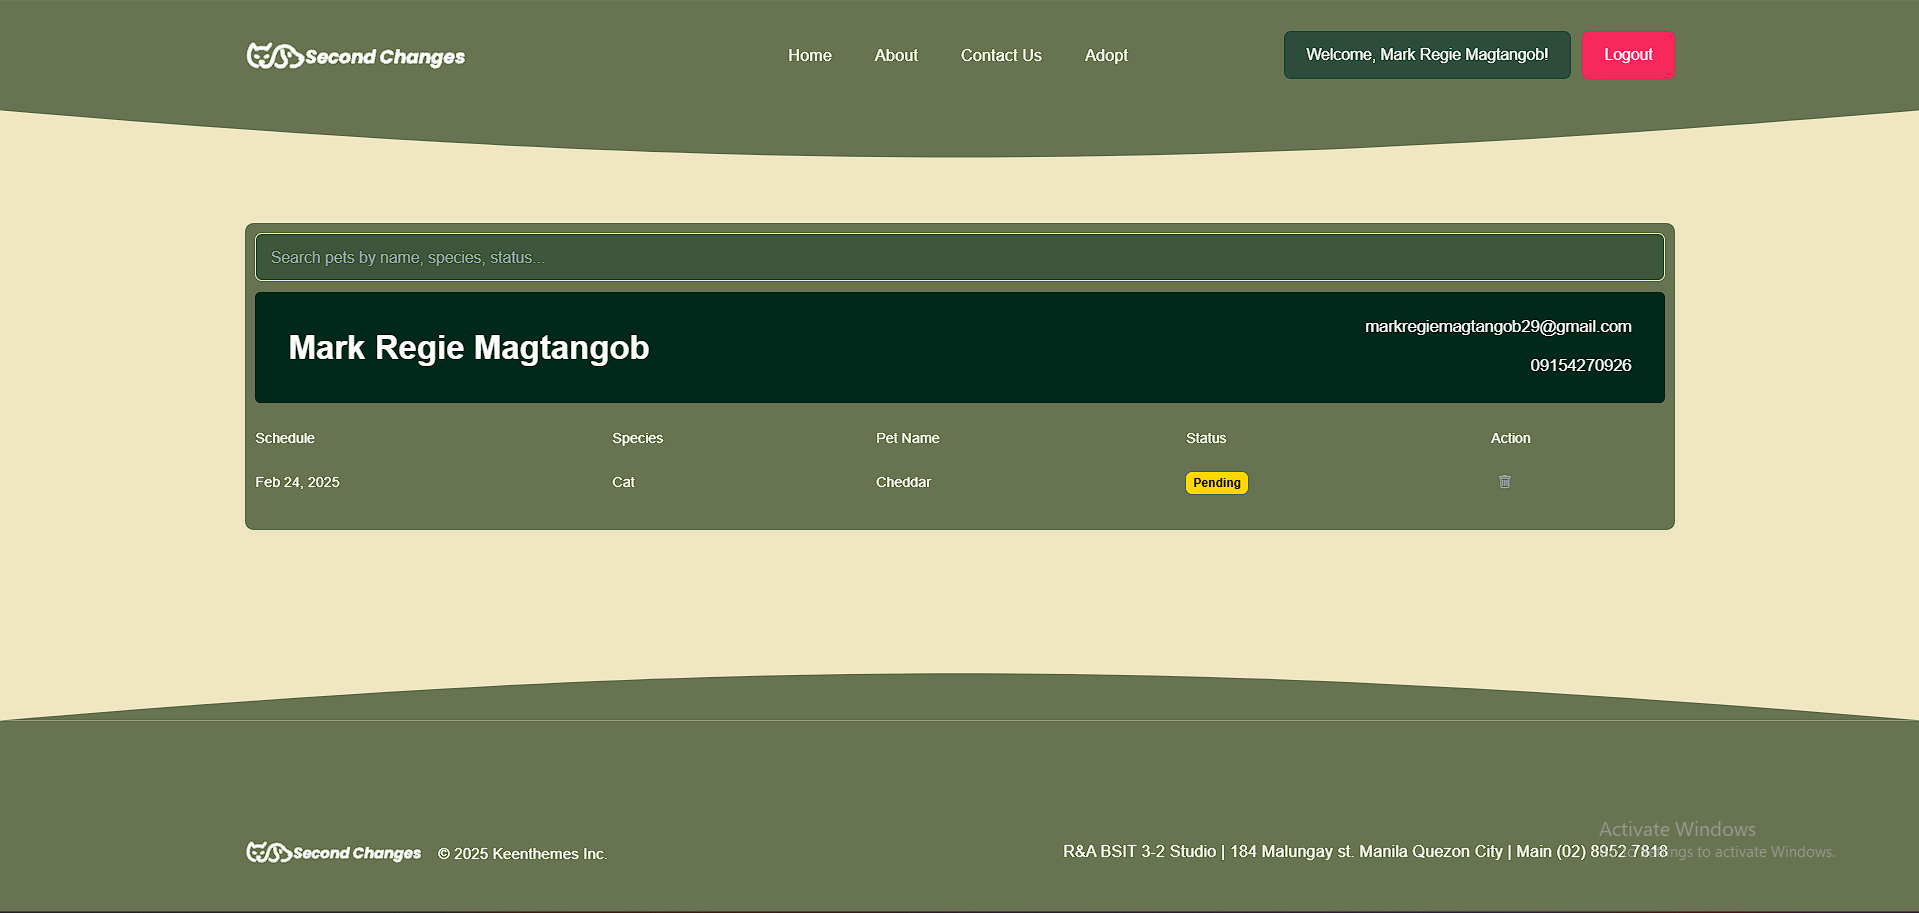 Second Changes
Home About Contact Us Adopt
Welcome, Mark Regie Magtangob!
Logout
Search pets by name, species, status...
Mark Regie Magtangob
markregiemagtangob29@gmail.com
09154270926
Schedule Species Pet Name Status Action
Feb 24, 2025 Cat Cheddar Pending
Activate Windows
Second Changes © 2025 Keenthemes Inc.
R&A BSIT 3-2 Studio | 184 Malungay st. Manila Quezon City | Main (02) 8952 7818
to activate Windows.